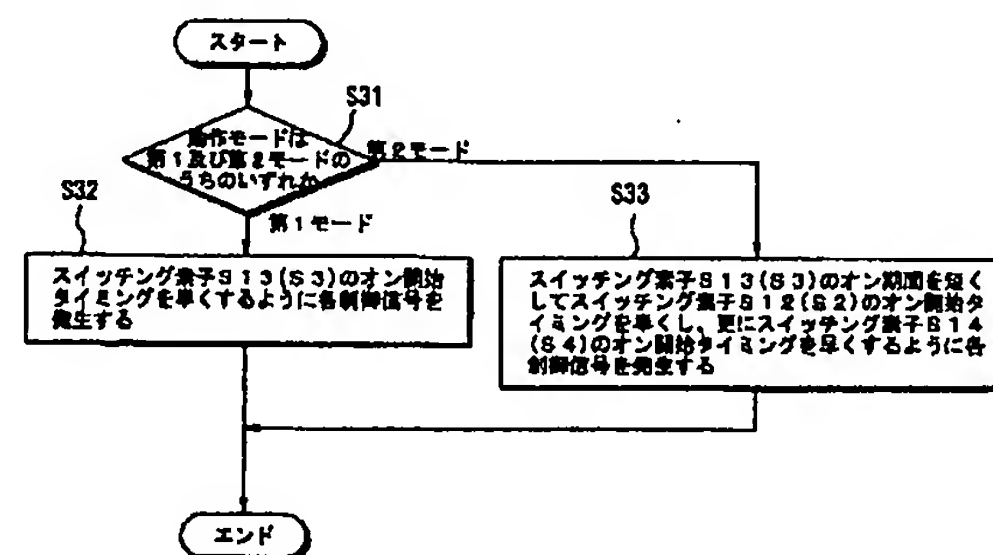 スタート
S31
動作モードは
第1及び第2モードの
うちのいずれか
第2モード
S32
第1モード
S33
スイッチング素子S13(S3)のオン開始
タイミングを早くするように各制御信号を
発生する
スイッチング素子S13(S3)のオン期間を短く
してスイッチング素子S12(S2)のオン開始タ
イミングを早くし、更にスイッチング素子S14
(S4)のオン開始タイミングを早くするように各
制御信号を発生する
エンド